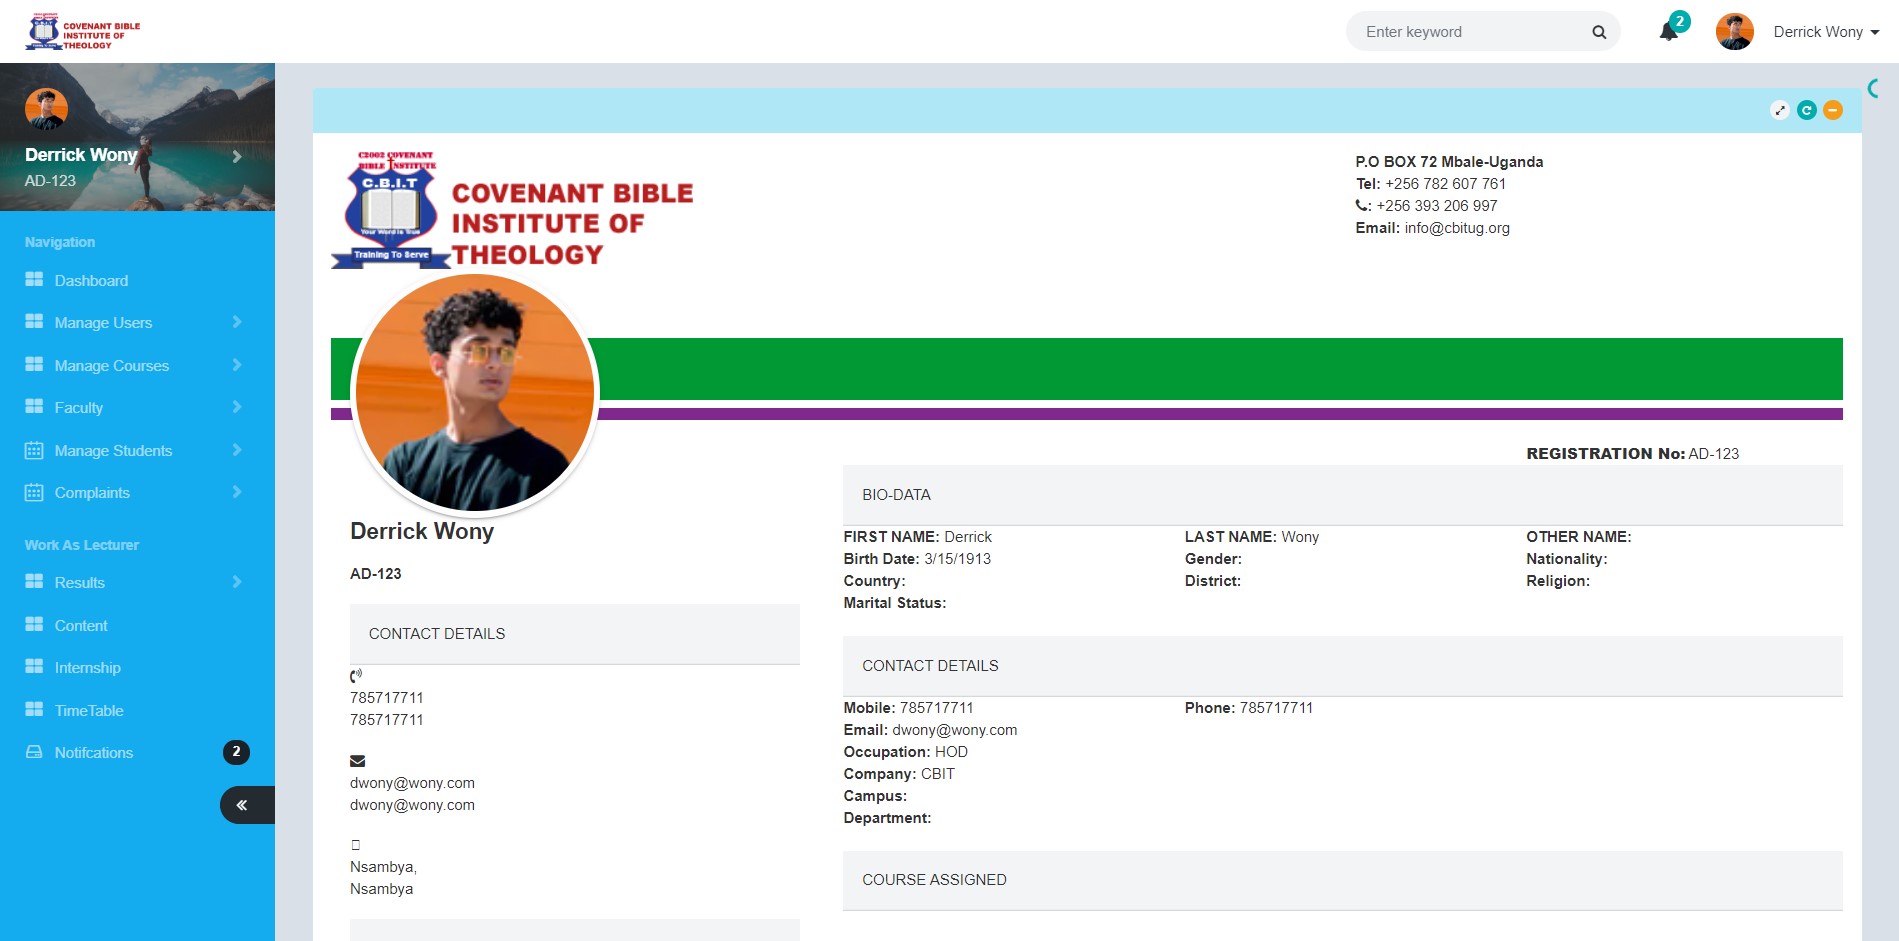 COVENANT BIBLE
INSTITUTE OF
THEOLOGY
Enter keyword
2
Derrick Wony
Derrick Wony
AD-123
Navigation
Dashboard
Manage Users
Manage Courses
Faculty
Manage Students
Complaints
Work As Lecturer
Results
Content
Internship
TimeTable
Notifcations 2
C2002 COVENANT
BIBLE INSTITUTE
C.B.I.T
Your Word Is True
Training To Serve
COVENANT BIBLE
INSTITUTE OF
THEOLOGY
P.O BOX 72 Mbale-Uganda
Tel: +256 782 607 761
: +256 393 206 997
Email: info@cbitug.org
Derrick Wony
AD-123
CONTACT DETAILS
785717711
785717711
dwony@wony.com
dwony@wony.com
Nsambya,
Nsambya
REGISTRATION No: AD-123
BIO-DATA
FIRST NAME: Derrick LAST NAME: Wony OTHER NAME:
Birth Date: 3/15/1913 Gender: Nationality:
Country: District: Religion:
Marital Status:
CONTACT DETAILS
Mobile: 785717711 Phone: 785717711
Email: dwony@wony.com
Occupation: HOD
Company: CBIT
Campus:
Department:
COURSE ASSIGNED